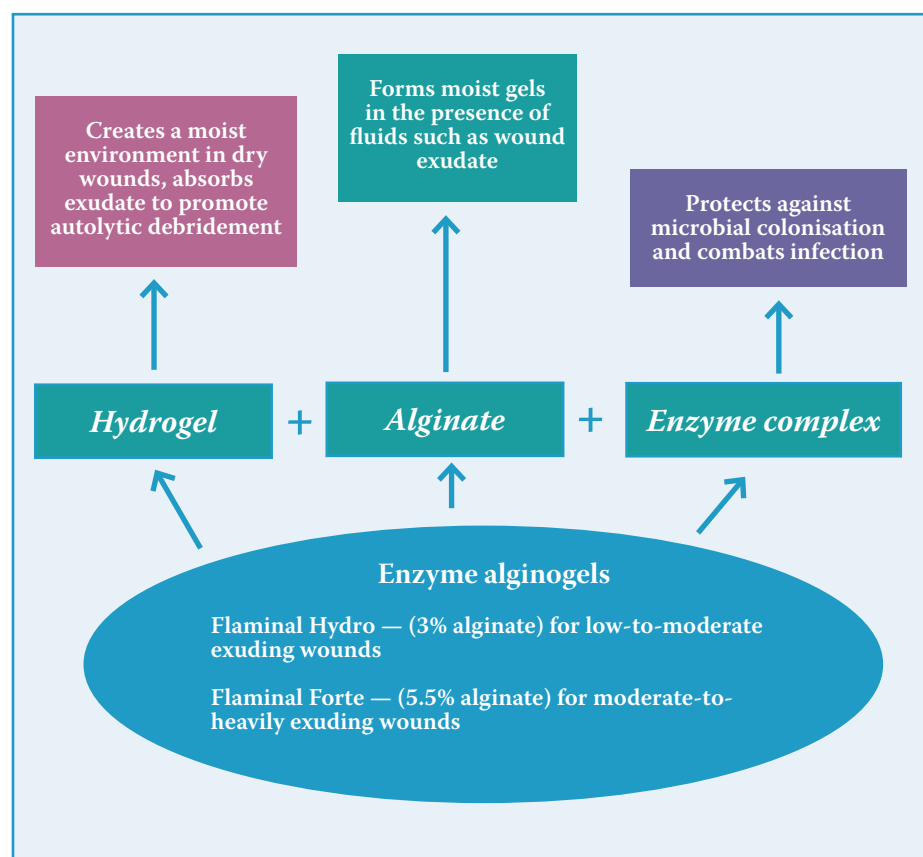 Creates a moist
environment in dry
wounds, absorbs
exudate to promote
autolytic debridement
Forms moist gels
in the presence of
fluids such as wound
exudate
Protects against
microbial colonisation
and combats infection
Hydrogel + Alginate + Enzyme complex
Enzyme alginogels
Flaminal Hydro — (3% alginate) for low-to-moderate
exuding wounds
Flaminal Forte — (5.5% alginate) for moderate-to-
heavily exuding wounds